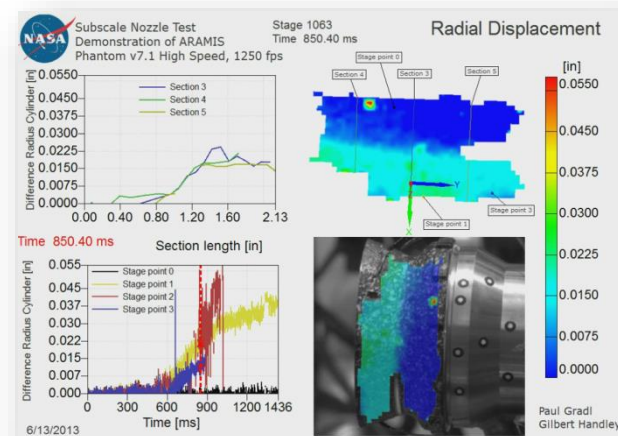 NASA
Subscale Nozzle Test
Demonstration of ARAMIS
Phantom v7.1 High Speed, 1250 fps
Stage 1063
Time 850.40 ms
Radial Displacement
Difference Radius Cylinder [in]
0.0550
0.0450
0.0375
0.0300
0.0225
0.0150
0.0075
0.0000
Section 3
Section 4
Section 5
0.00 0.40 0.80 1.20 1.60 2.13
Section length [in]
Stage point 0
Section 4
Section 3
Section 5
Y
X
Stage point 1
Stage point 3
[in]
0.0550
0.0450
0.0375
0.0300
0.0225
0.0150
0.0075
0.0000
Time 850.40 ms
Difference Radius Cylinder [in]
0.055
0.045
0.037
0.030
0.022
0.015
0.007
0.000
Stage point 0
Stage point 1
Stage point 2
Stage point 3
0 300 600 900 1436
Time [ms]
6/13/2013
Paul Gradl
Gilbert Handley